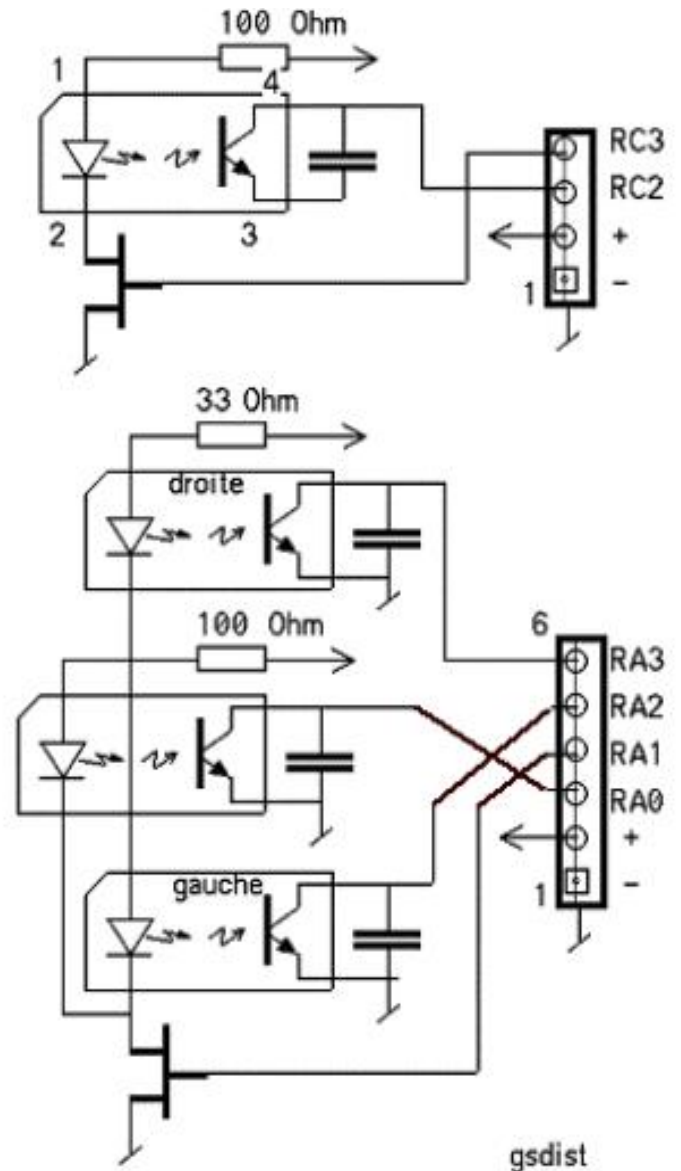 100 Ohm
1
4
RC3
RC2
+
2
3
1
-
33 Ohm
droite
100 Ohm
6
RA3
RA2
RA1
RA0
+
gauche
1
-
gsdist